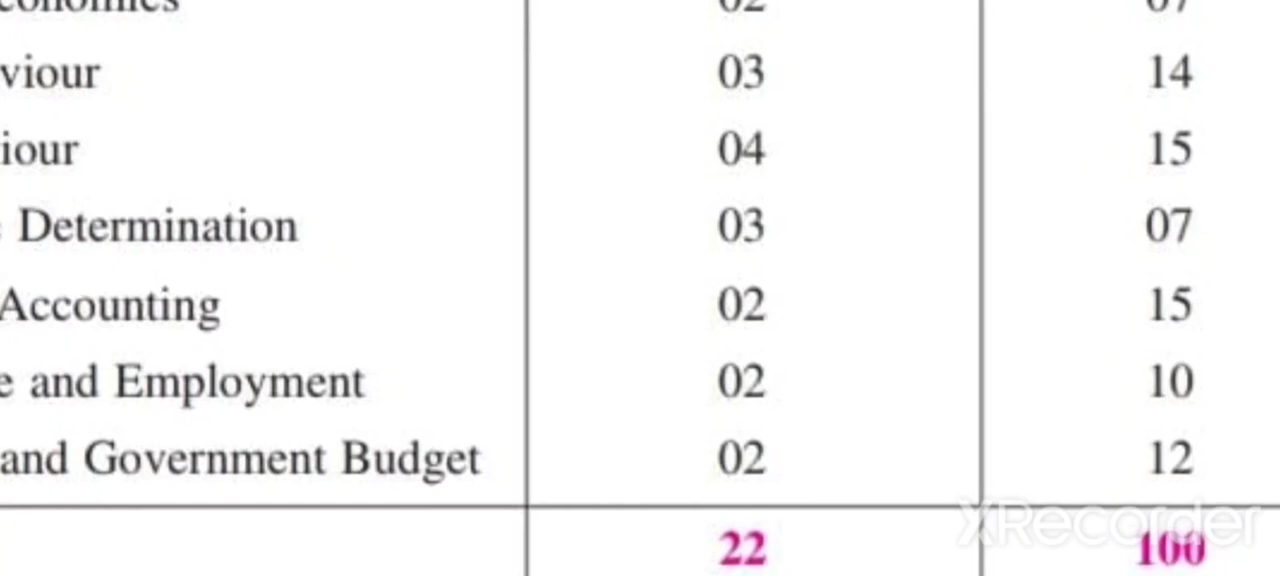 viour 03 14
iour 04 15
Determination 03 07
Accounting 02 15
e and Employment 02 10
and Government Budget 02 12
22 100
XRecorder